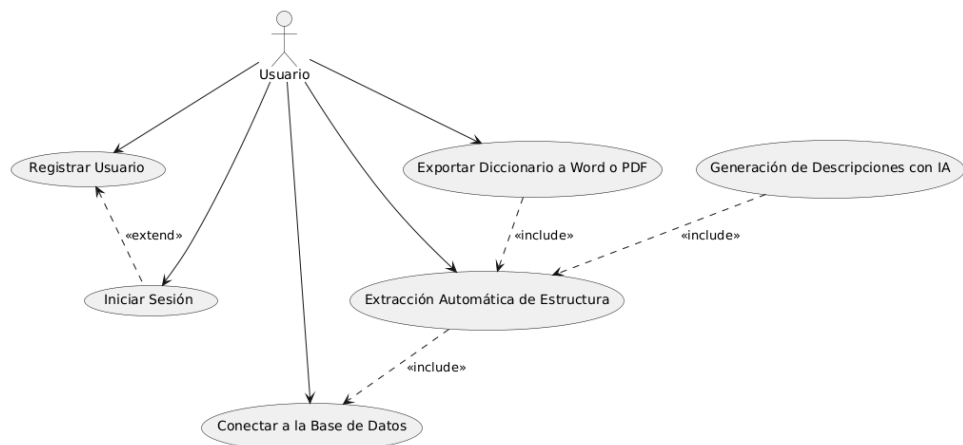 Usuario
Registrar Usuario
Exportar Diccionario a Word o PDF
Generación de Descripciones con IA
«extend»
«include»
«include»
Iniciar Sesión
Extracción Automática de Estructura
«include»
Conectar a la Base de Datos